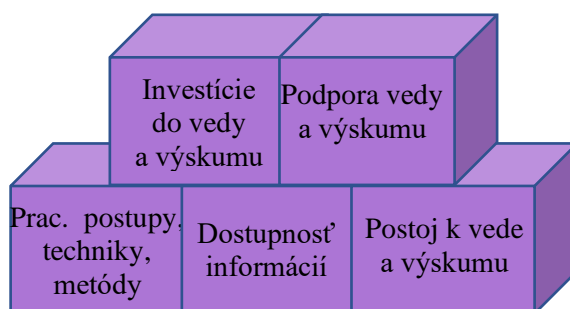 Investície
do vedy
a výskumu
Podpora vedy
a výskumu
Prac. postupy,
techniky,
metódy
Dostupnosť
informácií
Postoj k vede
a výskumu